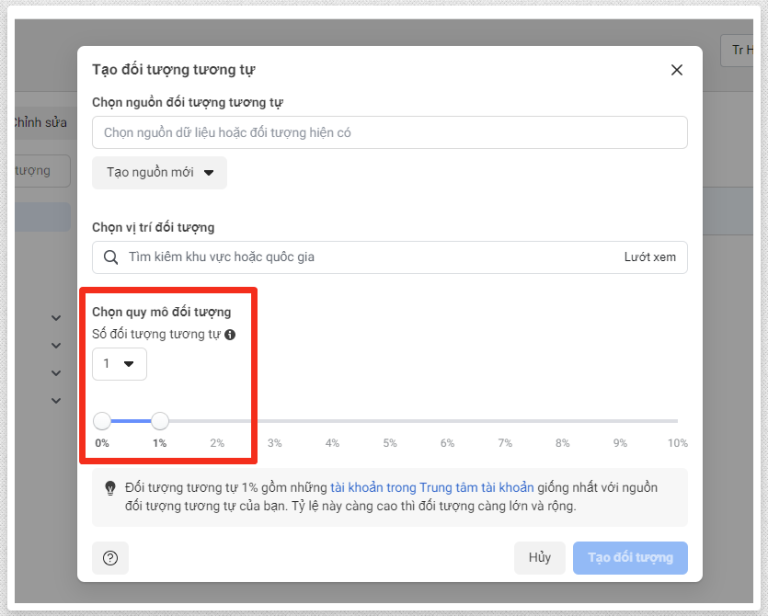 Tr H
Tạo đối tượng tương tự
Chọn nguồn đối tượng tương tự
Chỉnh sửa
Chọn nguồn dữ liệu hoặc đối tượng hiện có
tượng
Tạo nguồn mới
Chọn vị trí đối tượng
Tìm kiếm khu vực hoặc quốc gia
Lướt xem
Chọn quy mô đối tượng
Số đối tượng tương tự
1
0% 1% 2% 3% 4% 5% 6% 7% 8% 9% 10%
Đối tượng tương tự 1% gồm những tài khoản trong Trung tâm tài khoản giống nhất với nguồn
đối tượng tương tự của bạn. Tỷ lệ này càng cao thì đối tượng càng lớn và rộng.
Hủy
Tạo đối tượng